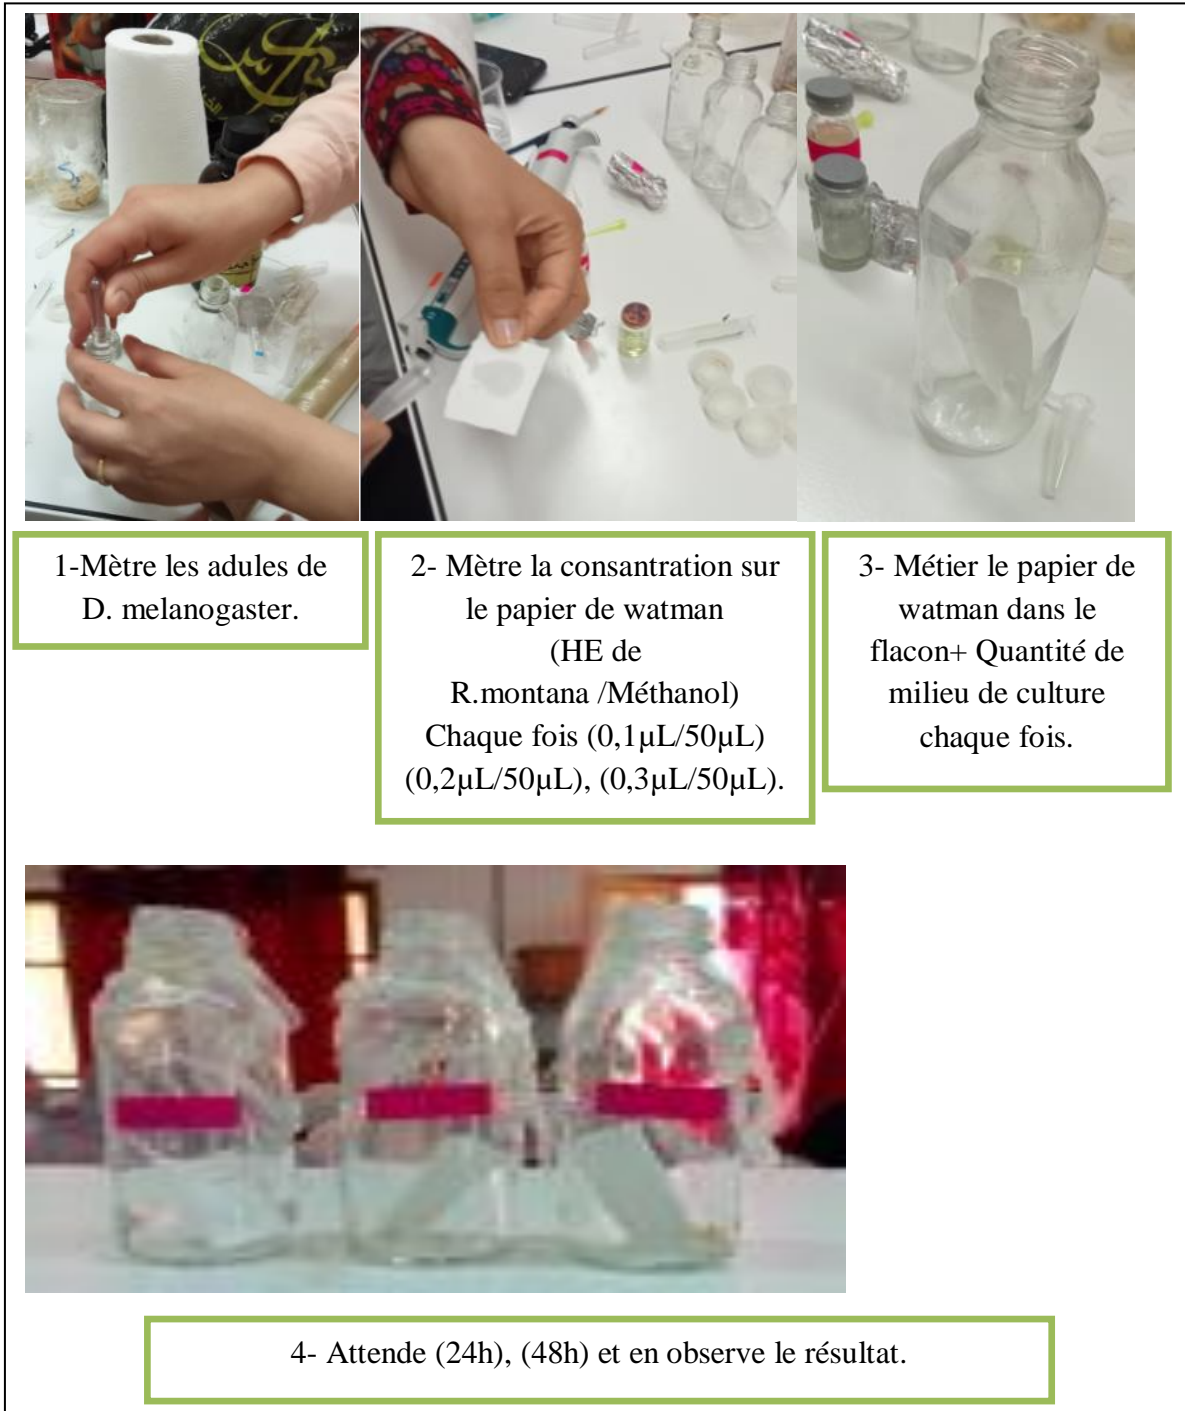 1-Mètre les adules de
D. melanogaster.
2- Mètre la consantration sur
le papier de watman
(HE de
R.montana /Méthanol)
Chaque fois (0,1µL/50µL)
(0,2µL/50µL), (0,3µL/50µL).
3- Métier le papier de
watman dans le
flacon+ Quantité de
milieu de culture
chaque fois.
4- Attende (24h), (48h) et en observe le résultat.